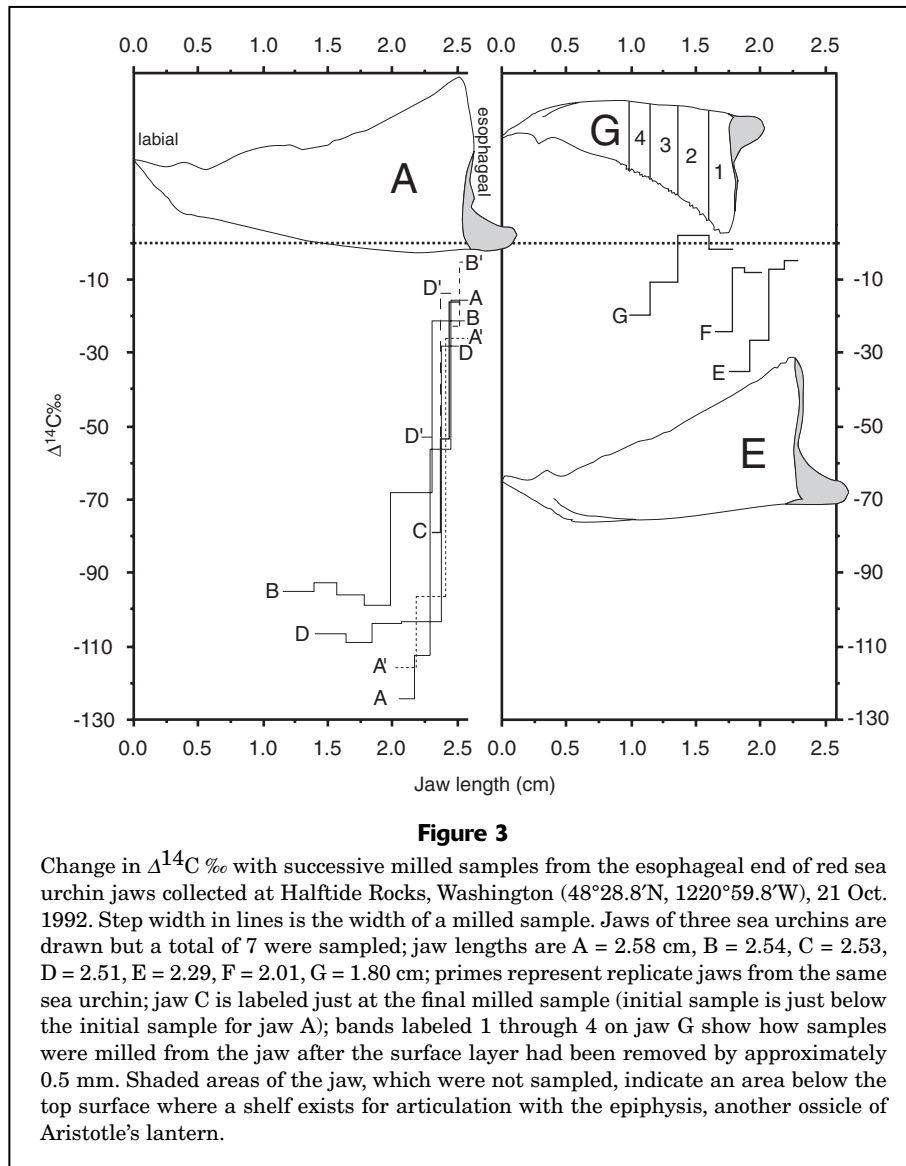 0.0 0.5 1.0 1.5 2.0 2.5 0.0 0.5 1.0 1.5 2.0 2.5
labial
esophageal
A
G
4
3
2
1
B'
-10 D' A -10
B G
F
-30 A' -30
D E
Δ14C‰
-50 D' -50
E
-70 -70
C
-90 B -90
D
-110 -110
A'
A
-130 -130
0.0 0.5 1.0 1.5 2.0 2.5 0.0 0.5 1.0 1.5 2.0 2.5
Jaw length (cm)
Figure 3
Change in Δ14C ‰ with successive milled samples from the esophageal end of red sea
urchin jaws collected at Halftide Rocks, Washington (48°28.8′N, 1220°59.8′W), 21 Oct.
1992. Step width in lines is the width of a milled sample. Jaws of three sea urchins are
drawn but a total of 7 were sampled; jaw lengths are A = 2.58 cm, B = 2.54, C = 2.53,
D = 2.51, E = 2.29, F = 2.01, G = 1.80 cm; primes represent replicate jaws from the same
sea urchin; jaw C is labeled just at the final milled sample (initial sample is just below
the initial sample for jaw A); bands labeled 1 through 4 on jaw G show how samples
were milled from the jaw after the surface layer had been removed by approximately
0.5 mm. Shaded areas of the jaw, which were not sampled, indicate an area below the
top surface where a shelf exists for articulation with the epiphysis, another ossicle of
Aristotle's lantern.